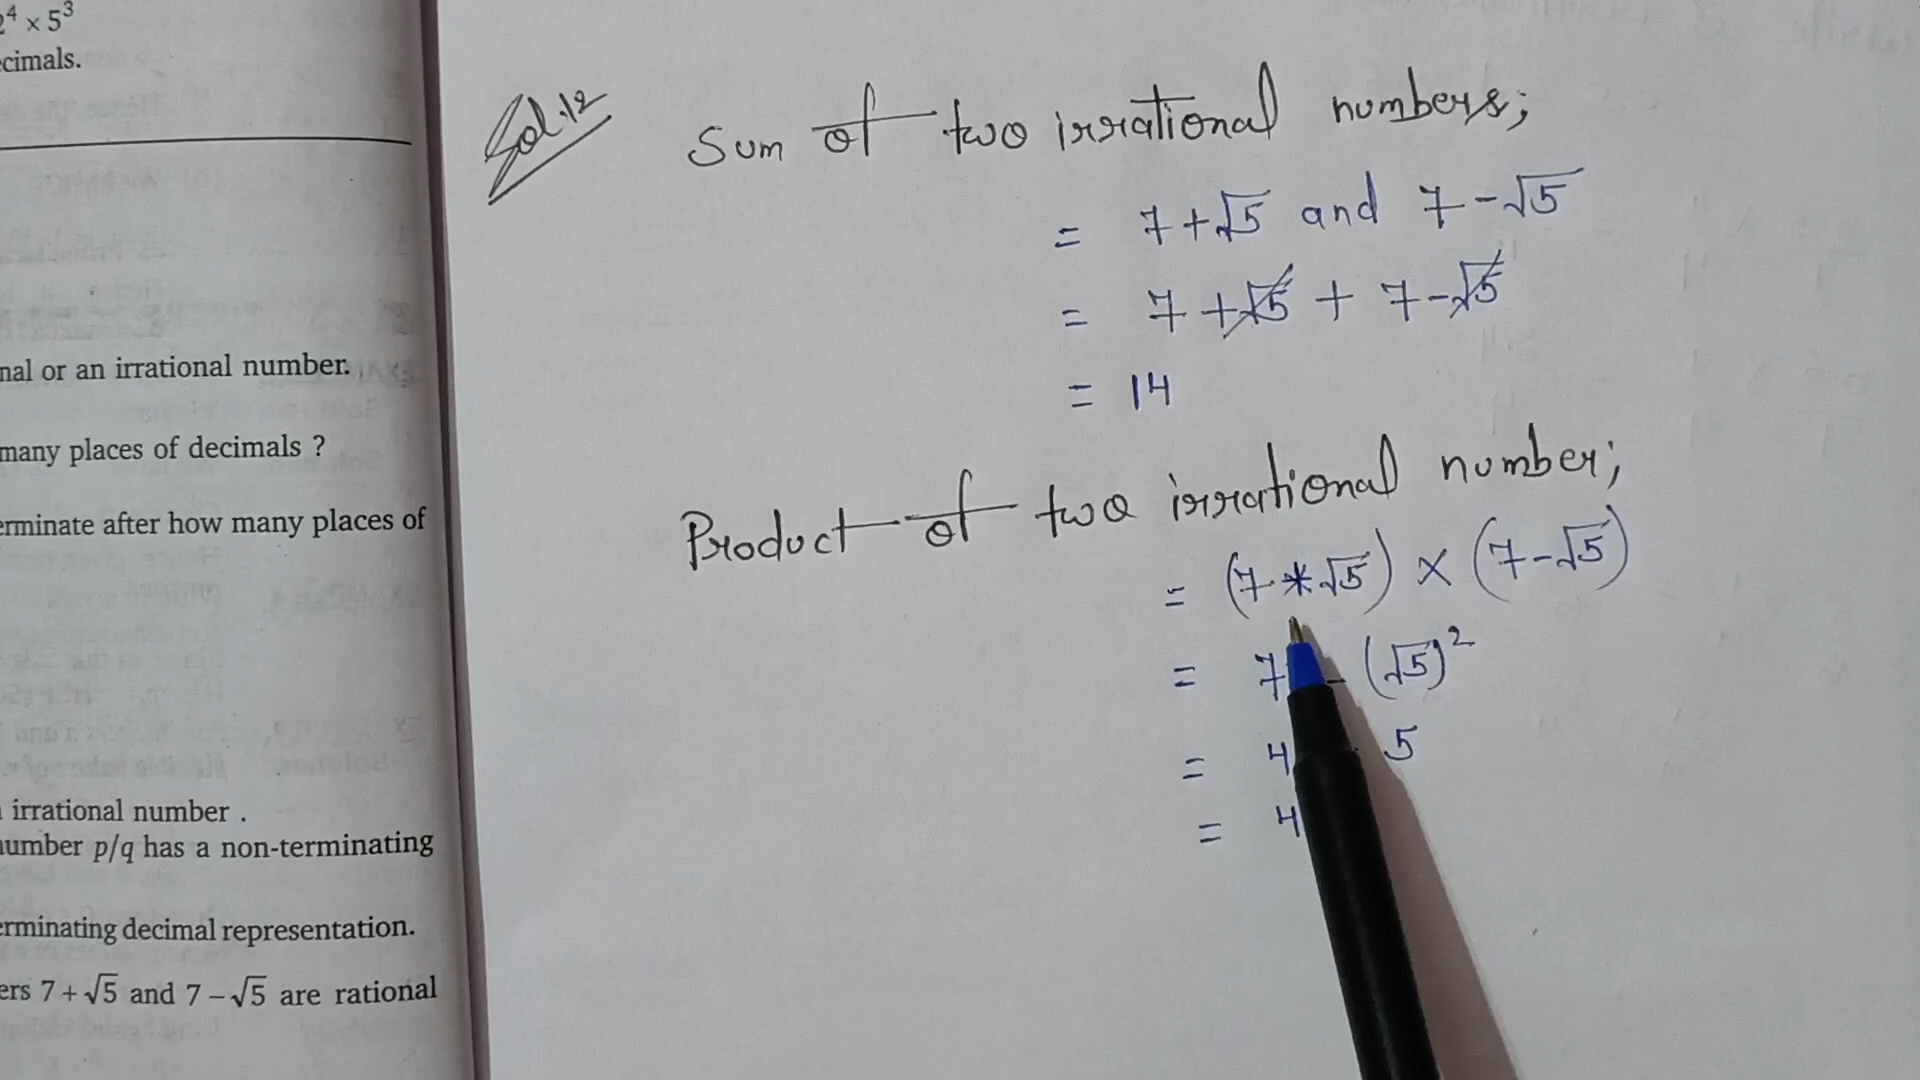 2⁴ × 5³
cimals.
nal or an irrational number.
many places of decimals ?
erminate after how many places of
irrational number .
number p/q has a non-terminating
erminating decimal representation.
ers 7 + √5 and 7 – √5 are rational
Sol.12
Sum of two irrational numbers;
= 7 + √5 and 7 - √5
= 7 + √5 + 7 - √5
= 14
Product of two irrational number;
= (7 * √5) × (7 - √5)
= 7 - (√5)²
= 4 5
= 4